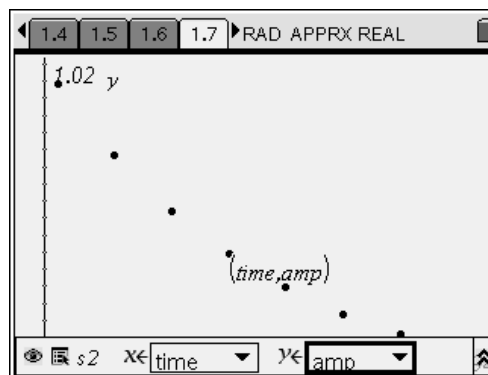 1.4 1.5 1.6 1.7 RAD APPRX REAL
1.02 y
(time,amp)
s2 x← time y← amp